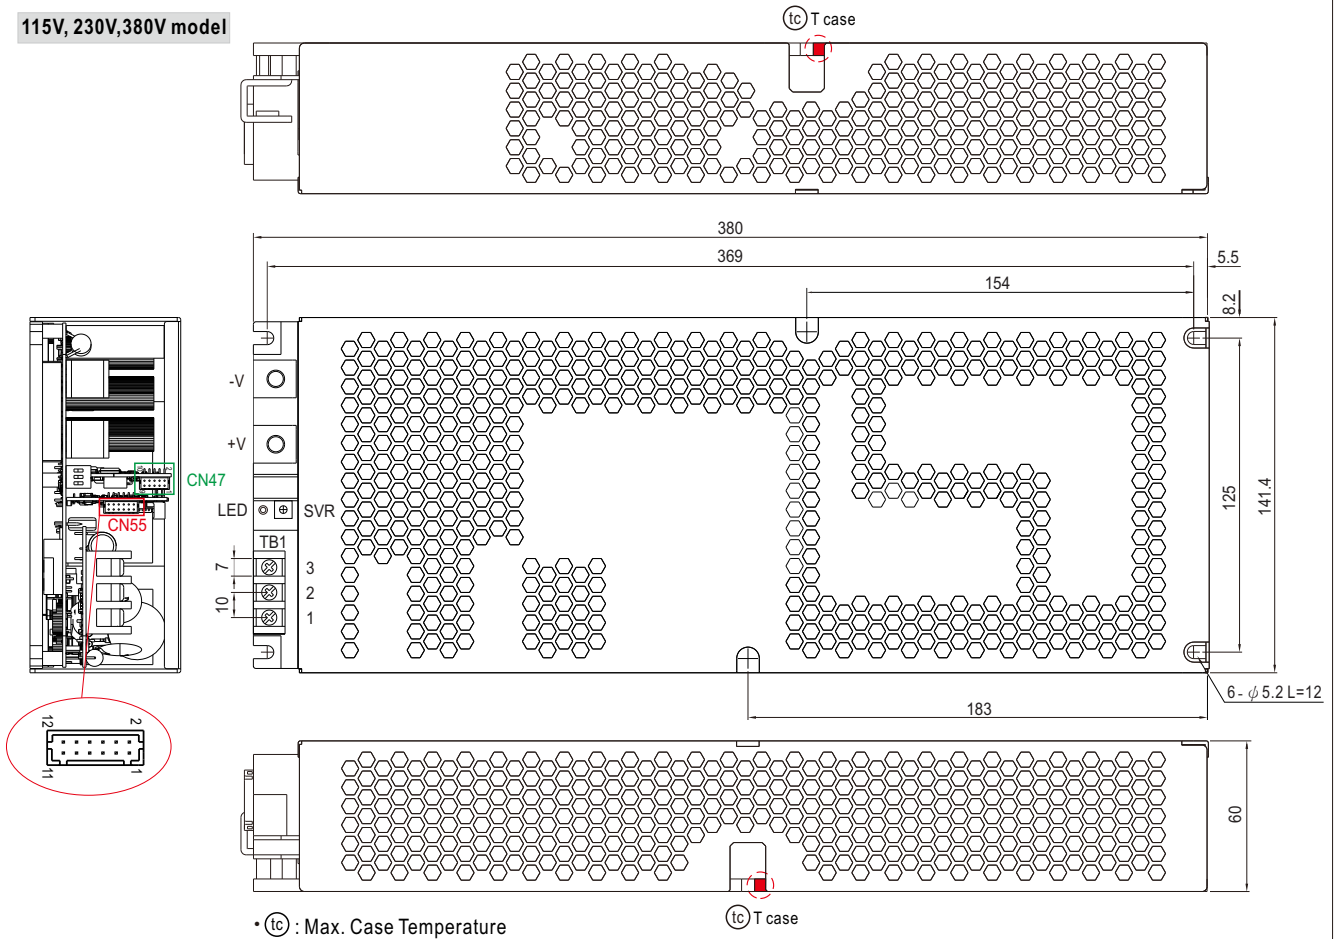 115V, 230V,380V model
tc T case
380
369
5.5
154
8.2
-V
+V
CN47
CN55
LED
SVR
TB1
3
2
1
7
10
125
141.4
6 - ϕ 5.2 L=12
183
12
2
11
1
60
tc T case
• tc : Max. Case Temperature